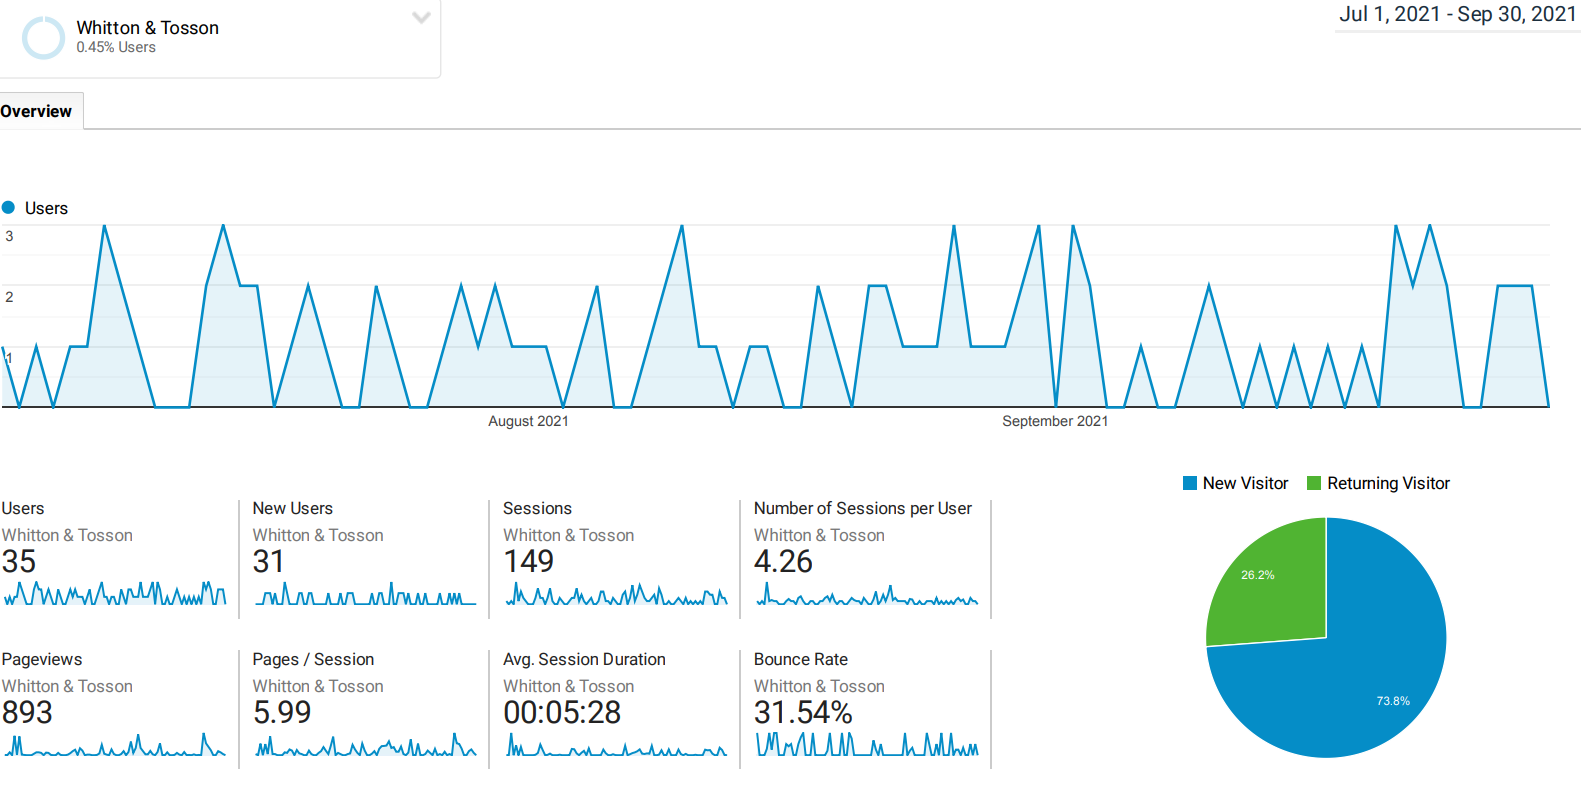 Whitton & Tosson
0.45% Users
Jul 1, 2021 - Sep 30, 2021
Overview
Users
3
2
1
August 2021
September 2021
Users
Whitton & Tosson
35
New Users
Whitton & Tosson
31
Sessions
Whitton & Tosson
149
Number of Sessions per User
Whitton & Tosson
4.26
Pageviews
Whitton & Tosson
893
Pages / Session
Whitton & Tosson
5.99
Avg. Session Duration
Whitton & Tosson
00:05:28
Bounce Rate
Whitton & Tosson
31.54%
New Visitor
Returning Visitor
26.2%
73.8%